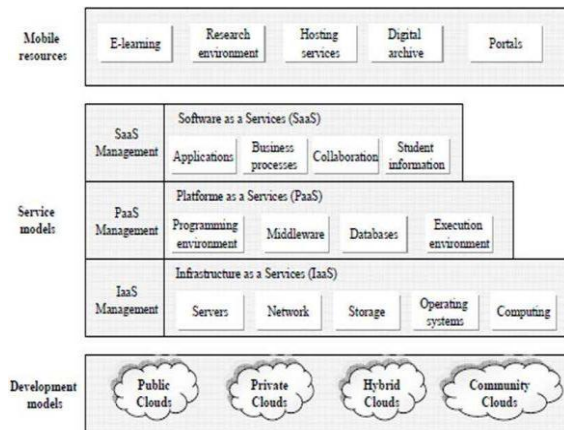 Mobile
resources
E-learning
Research
environment
Hosting
services
Digital
archive
Portals
Service
models
SaaS
Management
Software as a Services (SaaS)
Applications
Business
processes
Collaboration
Student
information
PaaS
Management
Platforme as a Services (PaaS)
Programming
environment
Middleware
Databases
Execution
environment
IaaS
Management
Infrastructure as a Services (IaaS)
Servers
Network
Storage
Operating
systems
Computing
Development
models
Public
Clouds
Private
Clouds
Hybrid
Clouds
Community
Clouds